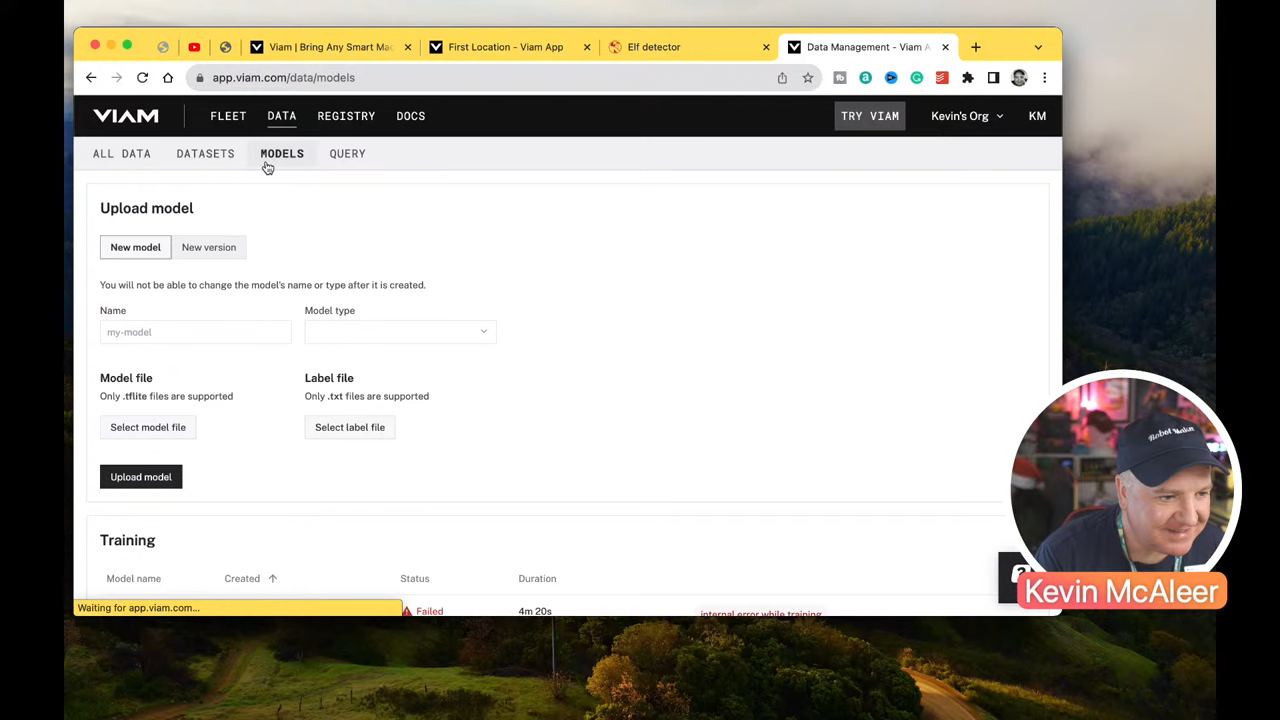 Viam | Bring Any Smart Ma
First Location - Viam App
Elf detector
Data Management - Viam A
app.viam.com/data/models
VIAM
FLEET
DATA
REGISTRY
DOCS
TRY VIAM
Kevin's Org
KM
ALL DATA
DATASETS
MODELS
QUERY
Upload model
New model
New version
You will not be able to change the model's name or type after it is created.
Name
Model type
my-model
Model file
Label file
Only .tflite files are supported
Only .txt files are supported
Select model file
Select label file
Upload model
Training
Model name
Created
Status
Duration
Failed
4m 20s
internal error while training
Waiting for app.viam.com...
Kevin McAleer